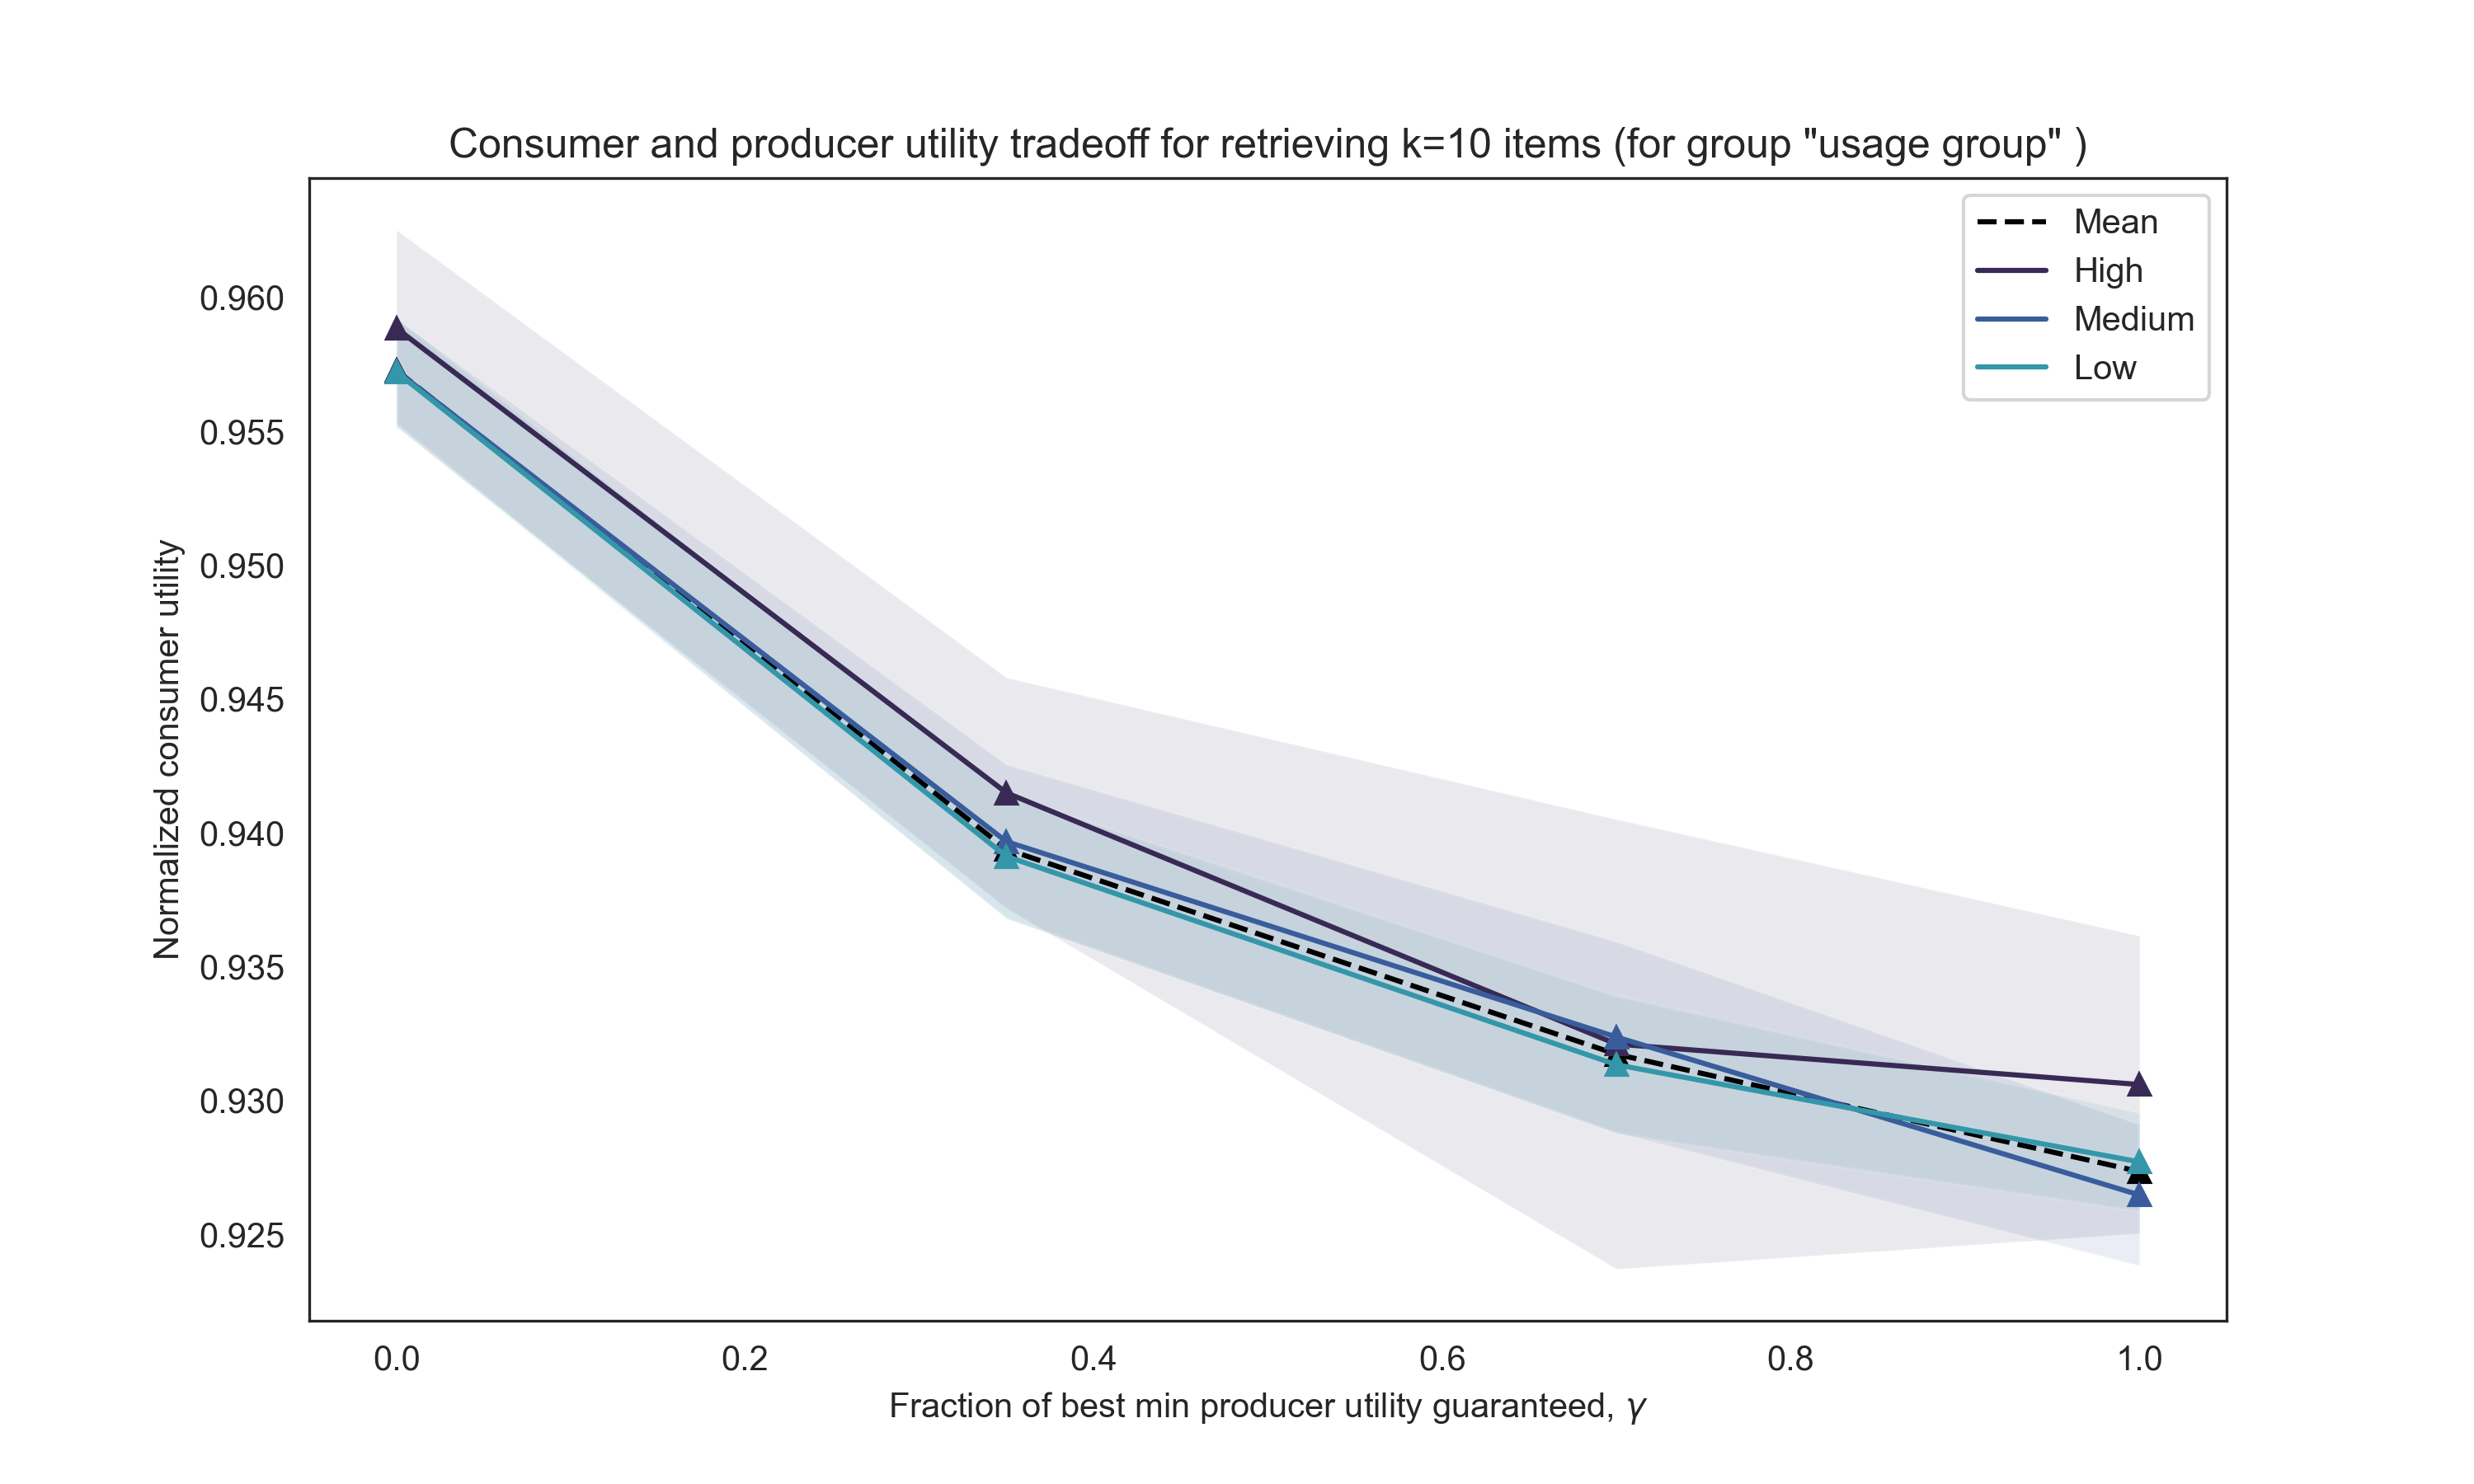 Consumer and producer utility tradeoff for retrieving k=10 items (for group "usage group" )
Mean
High
Medium
Low
Normalized consumer utility
0.960
0.955
0.950
0.945
0.940
0.935
0.930
0.925
0.0 0.2 0.4 0.6 0.8 1.0
Fraction of best min producer utility guaranteed, γ